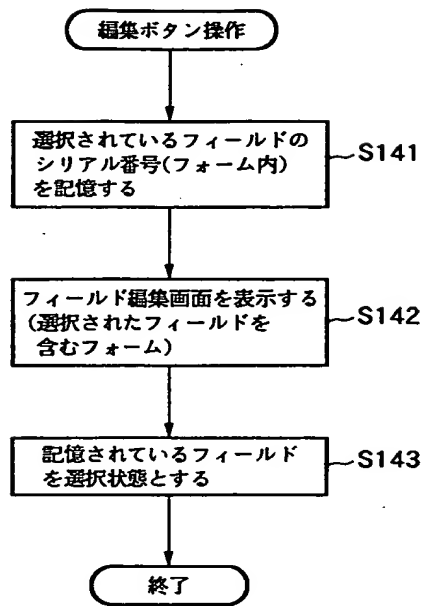 編集ボタン操作
選択されているフィールドの
シリアル番号(フォーム内)
を記憶する
S141
フィールド編集画面を表示する
(選択されたフィールドを
含むフォーム)
S142
記憶されているフィールド
を選択状態とする
S143
終了